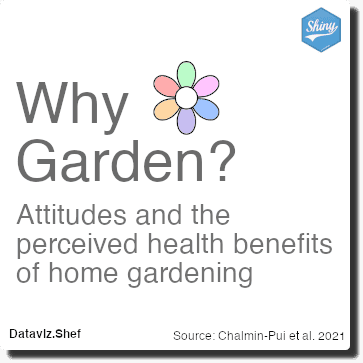 Shiny
Why
Garden?
Attitudes and the
perceived health benefits
of home gardening
DataVIz.Shef
Source: Chalmin-Pui et al. 2021